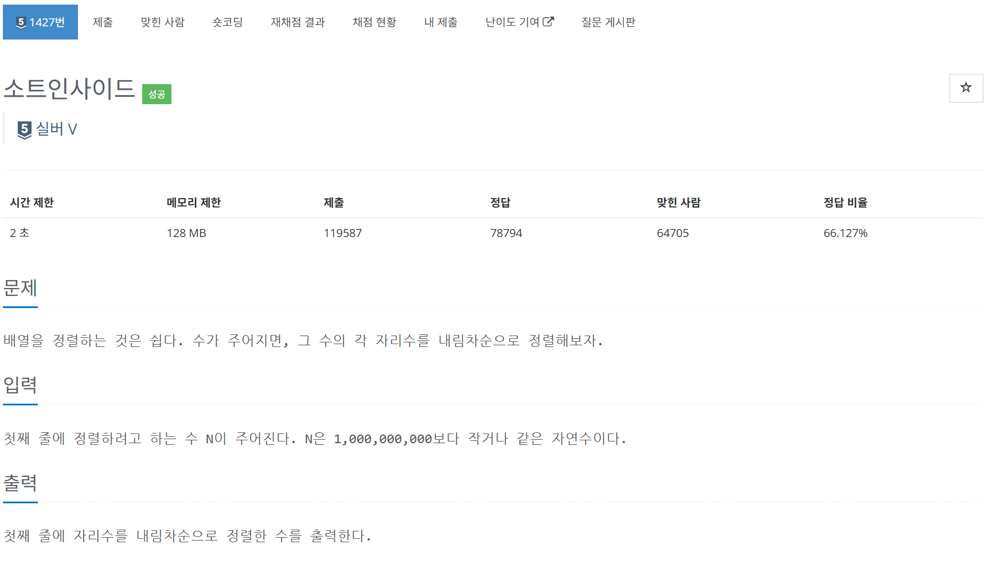 5 1427번 제출 맞힌 사람 숏코딩 재채점 결과 채점 현황 내 제출 난이도 기여 질문 게시판
소트인사이드 성공
5 실버 V
시간 제한 메모리 제한 제출 정답 맞힌 사람 정답 비율
2 초 128 MB 119587 78794 64705 66.127%
문제
배열을 정렬하는 것은 쉽다. 수가 주어지면, 그 수의 각 자리수를 내림차순으로 정렬해보자.
입력
첫째 줄에 정렬하려고 하는 수 N이 주어진다. N은 1,000,000,000보다 작거나 같은 자연수이다.
출력
첫째 줄에 자리수를 내림차순으로 정렬한 수를 출력한다.